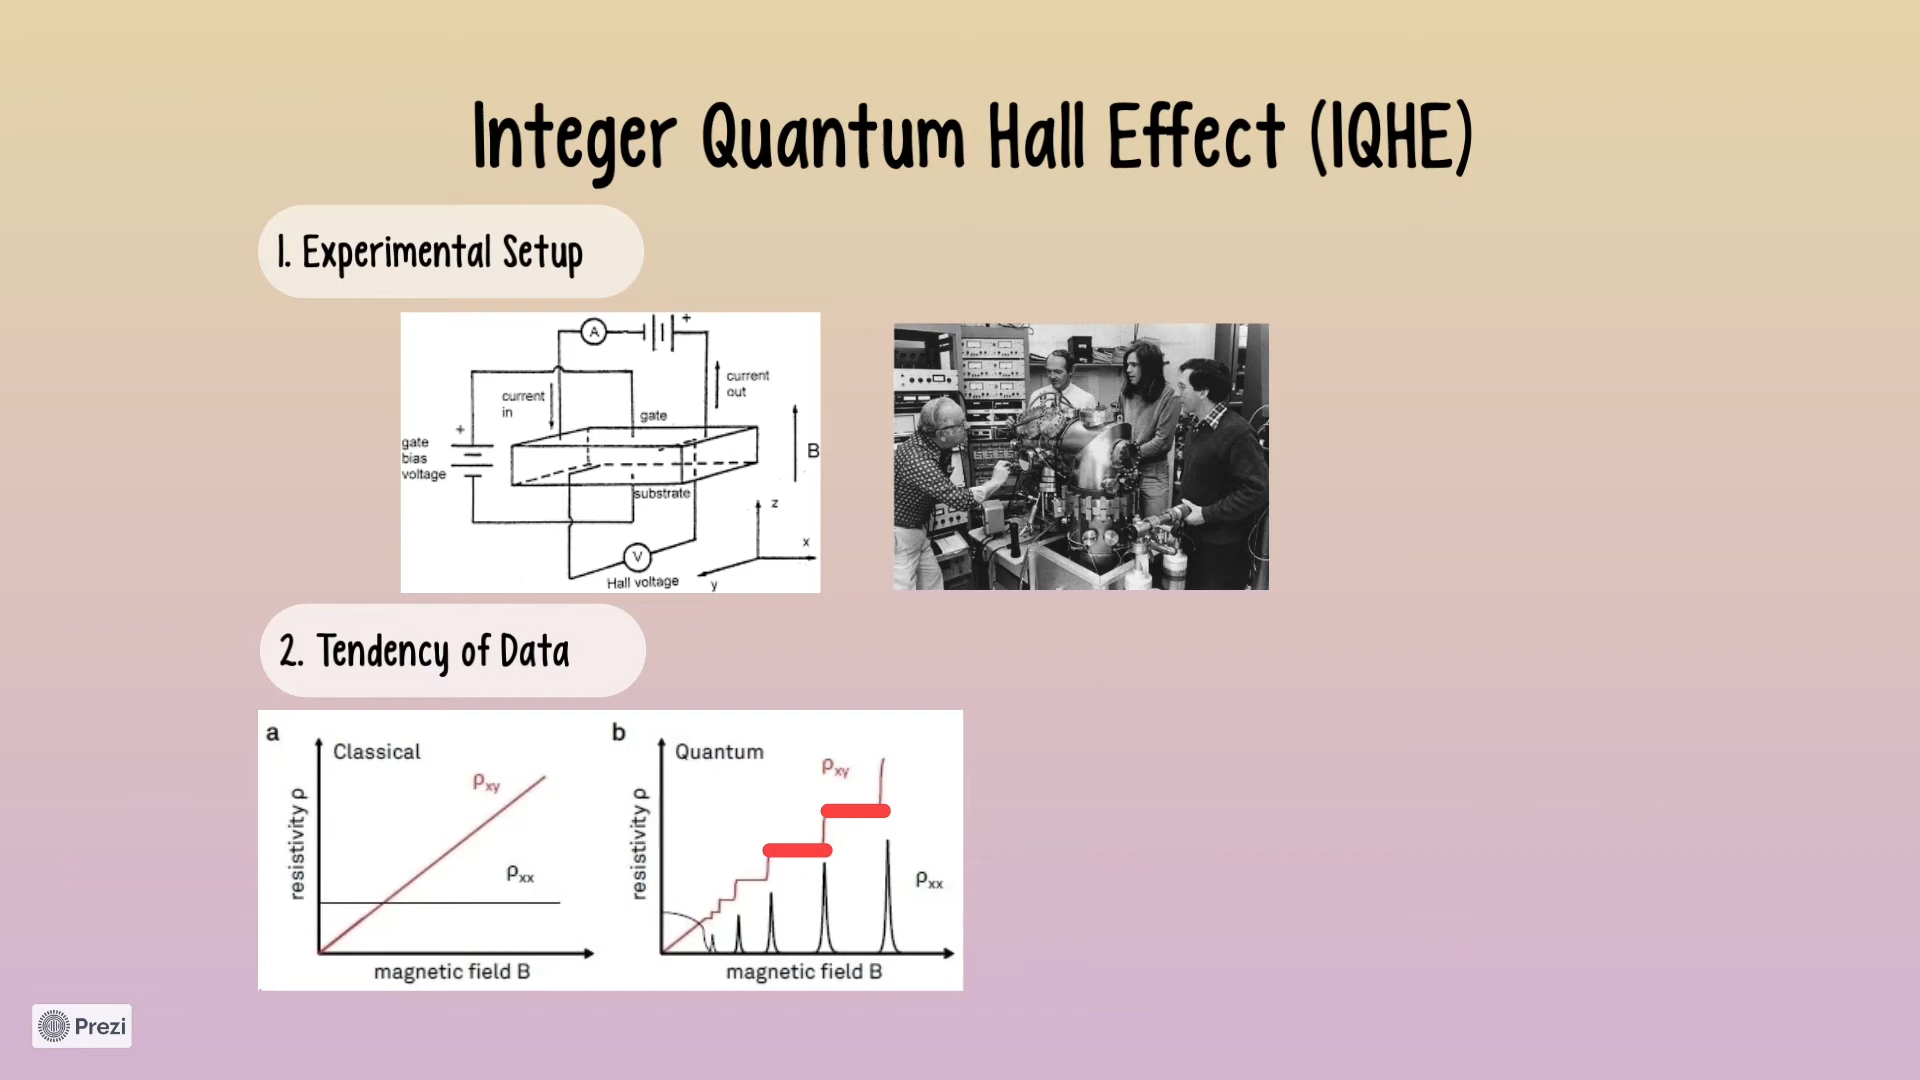 Integer Quantum Hall Effect (IQHE)
1. Experimental Setup
A
+
current
in
current
out
gate
+
gate
bias
voltage
B
substrate
z
x
V
Hall voltage
y
2. Tendency of Data
a
Classical
ρxy
ρxx
resistivity ρ
magnetic field B
b
Quantum
ρxy
ρxx
resistivity ρ
magnetic field B
Prezi